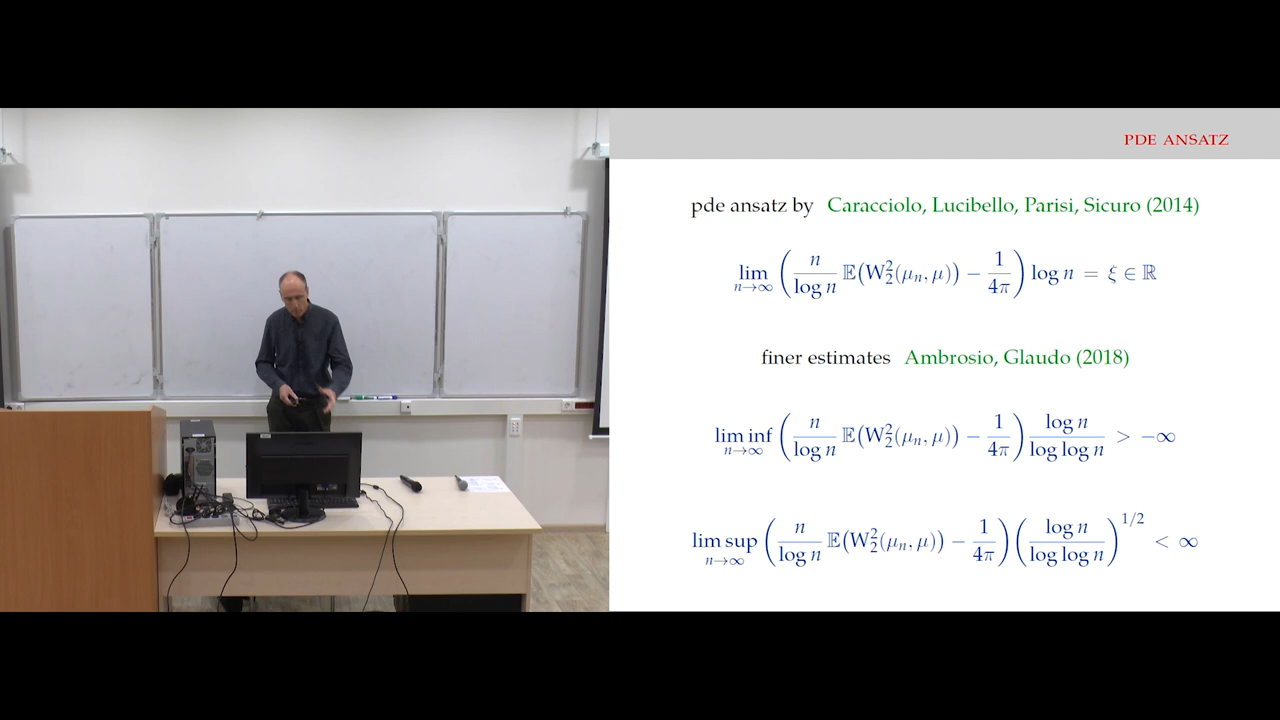 PDE ANSATZ
pde ansatz by Caracciolo, Lucibello, Parisi, Sicuro (2014)
lim_{n→∞} ( n/log n 𝔼(W₂²(μₙ, μ)) − 1/4π ) log n = ξ ∈ ℝ
finer estimates Ambrosio, Glaudo (2018)
lim inf_{n→∞} ( n/log n 𝔼(W₂²(μₙ, μ)) − 1/4π ) log n/log log n > −∞
lim sup_{n→∞} ( n/log n 𝔼(W₂²(μₙ, μ)) − 1/4π ) ( log n/log log n )^{1/2} < ∞